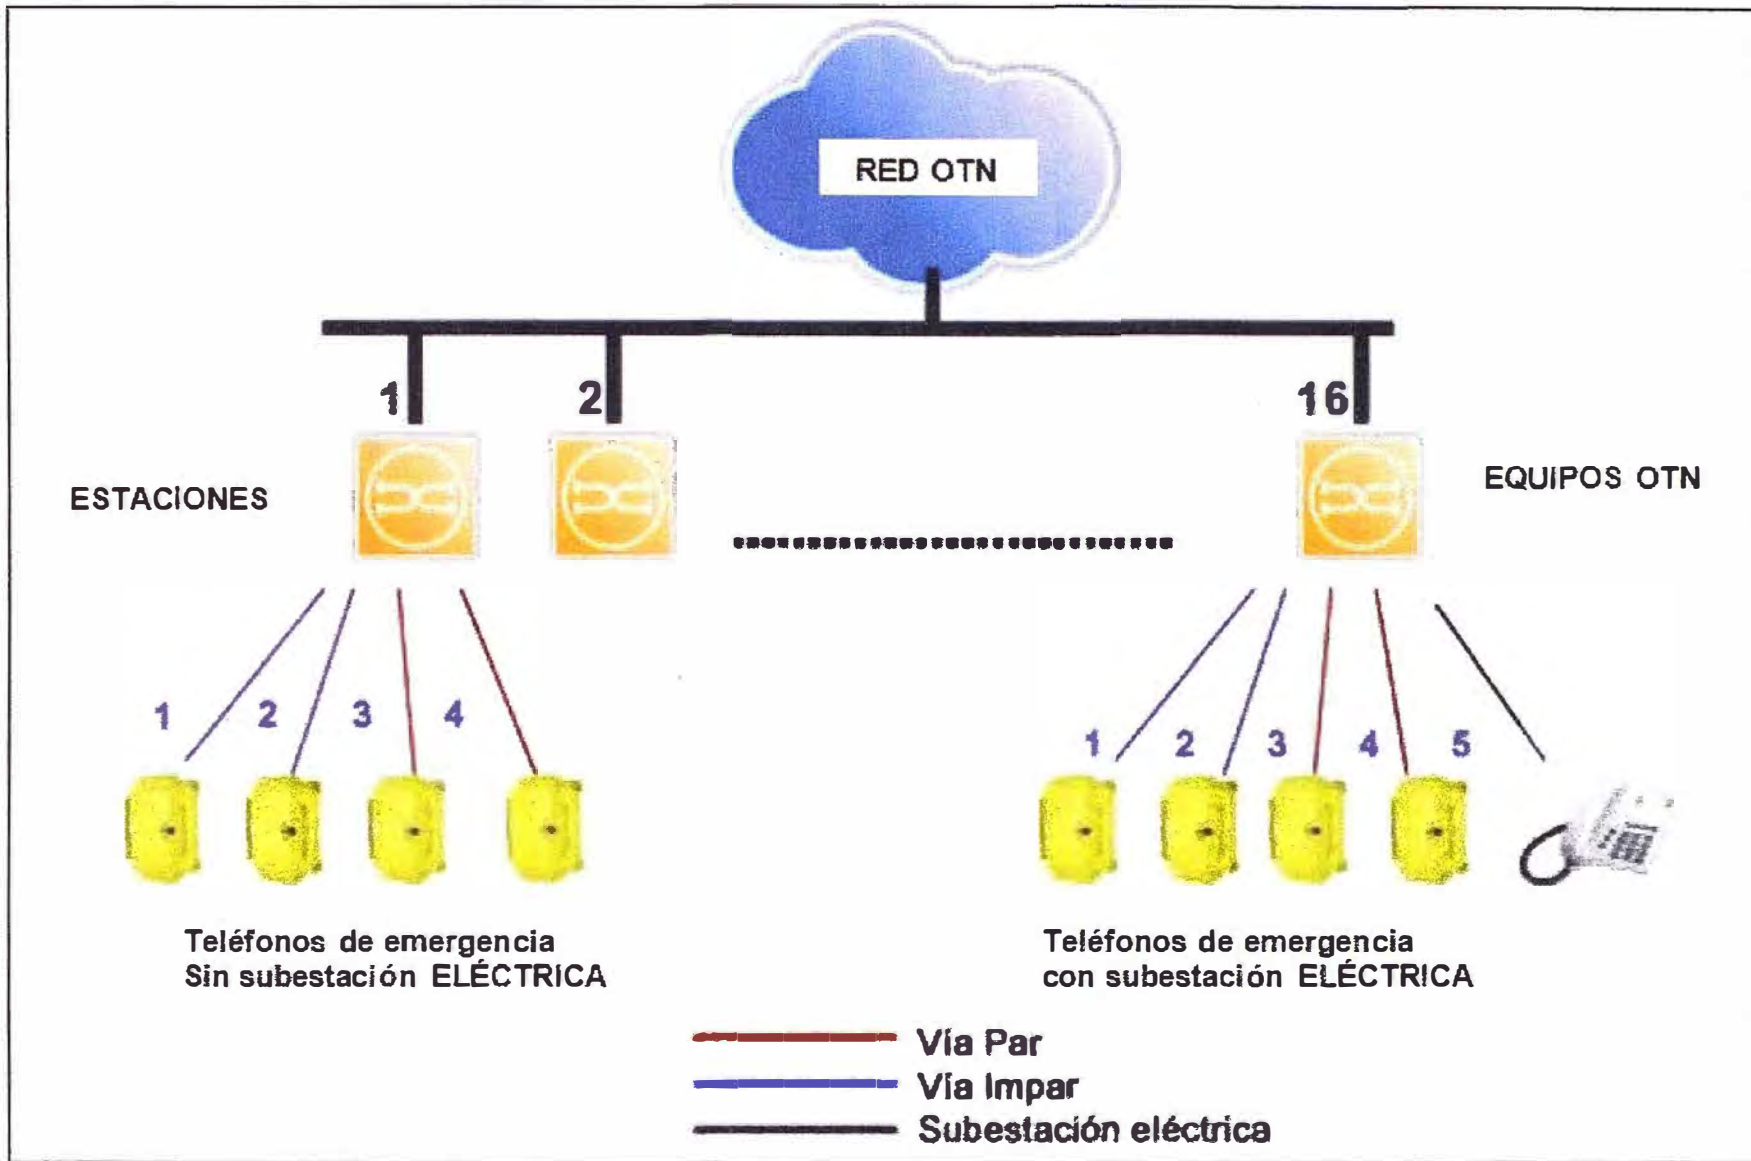 RED OTN
1
2
16
ESTACIONES
EQUIPOS OTN
1 2 3 4
1 2 3 4 5
Teléfonos de emergencia
Sin subestación ELÉCTRICA
Teléfonos de emergencia
con subestación ELÉCTRICA
Vía Par
Vía Impar
Subestación eléctrica